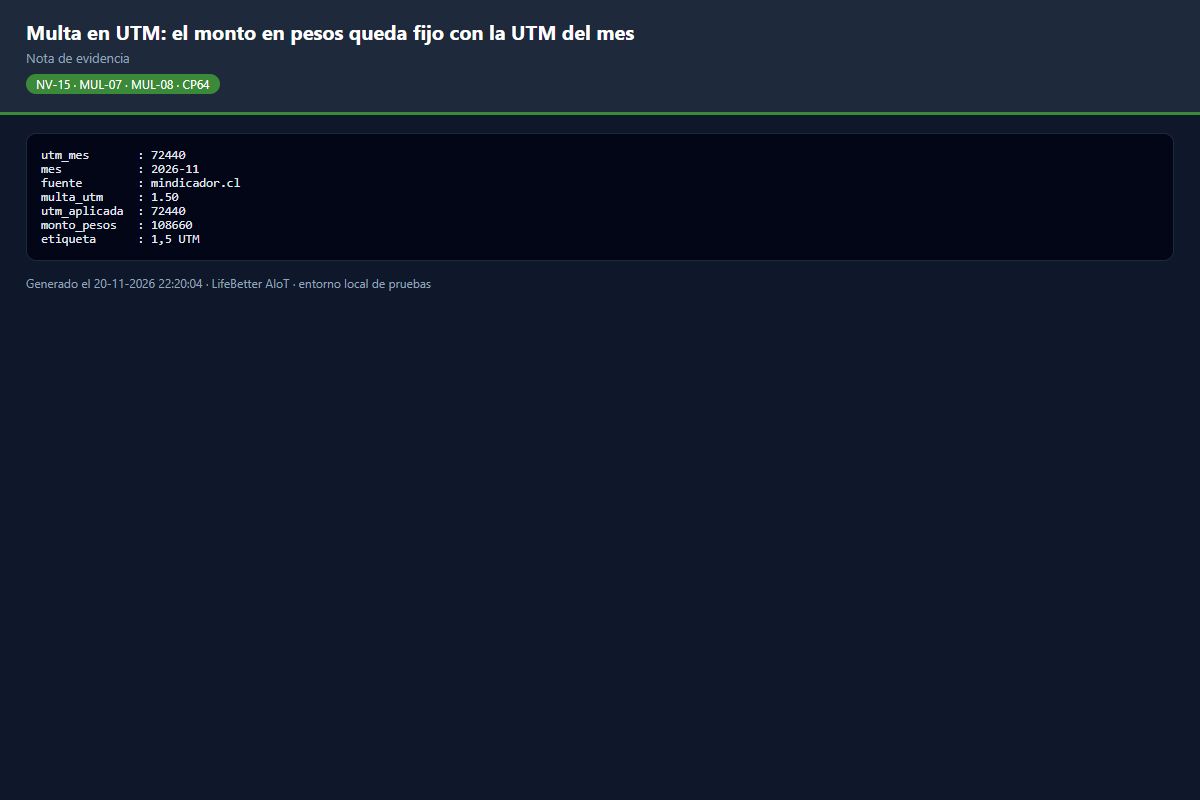 Multa en UTM: el monto en pesos queda fijo con la UTM del mes
Nota de evidencia
NV-15 · MUL-07 · MUL-08 · CP64
utm_mes : 72440
mes : 2026-11
fuente : mindicador.cl
multa_utm : 1.50
utm_aplicada : 72440
monto_pesos : 108660
etiqueta : 1,5 UTM
Generado el 20-11-2026 22:20:04 · LifeBetter AIoT · entorno local de pruebas